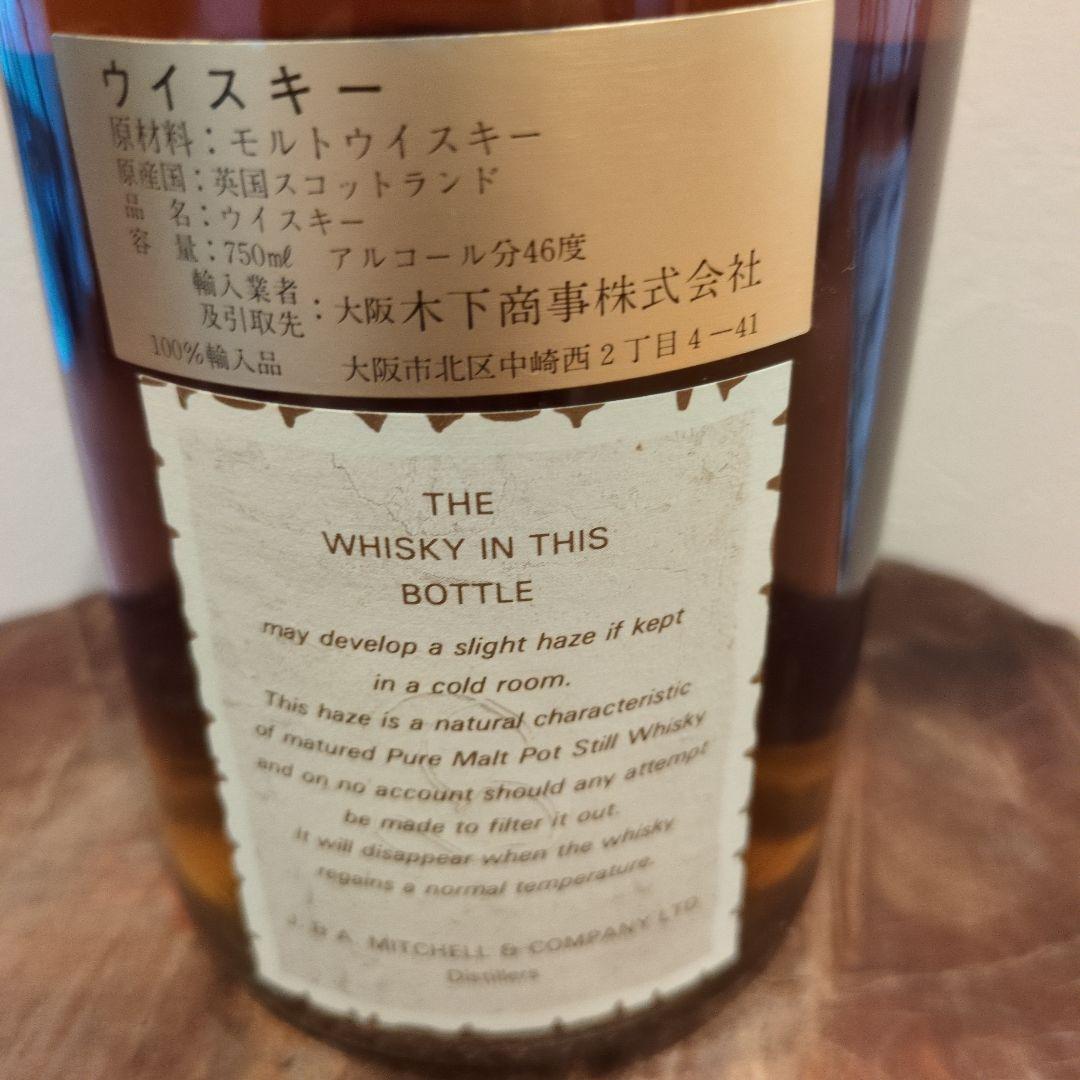 ウイスキー
原材料：モルトウイスキー
原産国：英国スコットランド
品 名：ウイスキー
容 量：750㎖ アルコール分46度
輸入業者
及引取先：大阪木下商事株式会社
100%輸入品 大阪市北区中崎西2丁目4-41
THE
WHISKY IN THIS
BOTTLE
may develop a slight haze if kept
in a cold room.
This haze is a natural characteristic
of matured Pure Malt Pot Still Whisky
and on no account should any attempt
be made to filter it out.
It will disappear when the whisky
regains a normal temperature.
J. & A. MITCHELL & COMPANY LTD.
Distillers